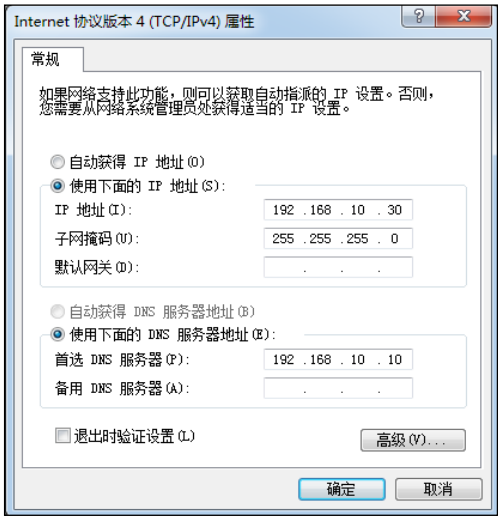 Internet 协议版本 4 (TCP/IPv4) 属性
常规
如果网络支持此功能，则可以获取自动指派的 IP 设置。否则，
您需要从网络系统管理员处获得适当的 IP 设置。
自动获得 IP 地址(O)
使用下面的 IP 地址(S):
IP 地址(I): 192 .168 . 10 . 30
子网掩码(U): 255 .255 .255 . 0
默认网关(D): . . .
自动获得 DNS 服务器地址(B)
使用下面的 DNS 服务器地址(E):
首选 DNS 服务器(P): 192 .168 . 10 . 10
备用 DNS 服务器(A): . . .
退出时验证设置(L)
高级(V)...
确定 取消